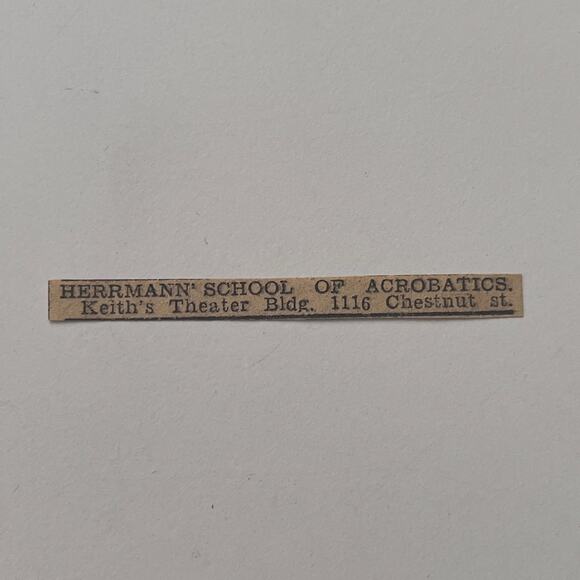 HERRMANN' SCHOOL OF ACROBATICS.
Keith's Theater Bldg. 1116 Chestnut st.